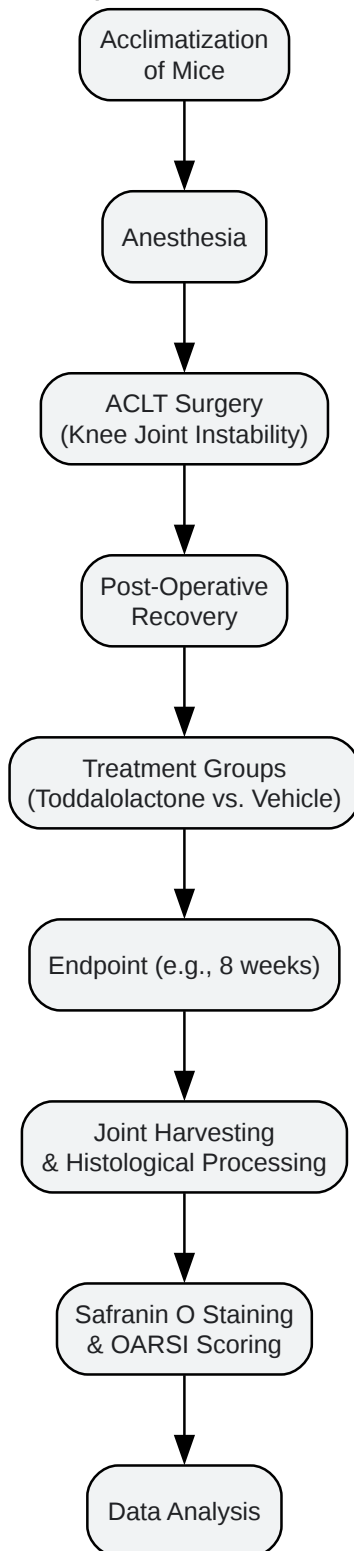 Acclimatization
of Mice
Anesthesia
ACLT Surgery
(Knee Joint Instability)
Post-Operative
Recovery
Treatment Groups
(Toddalolactone vs. Vehicle)
Endpoint (e.g., 8 weeks)
Joint Harvesting
& Histological Processing
Safranin O Staining
& OARSI Scoring
Data Analysis